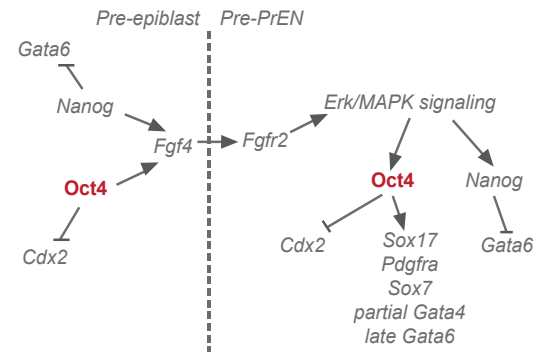 Pre-epiblast
Pre-PrEN
Gata6
Nanog
Fgf4
Oct4
Cdx2
Fgfr2
Erk/MAPK signaling
Oct4
Nanog
Cdx2
Sox17
Pdgfra
Sox7
partial Gata4
late Gata6
Gata6